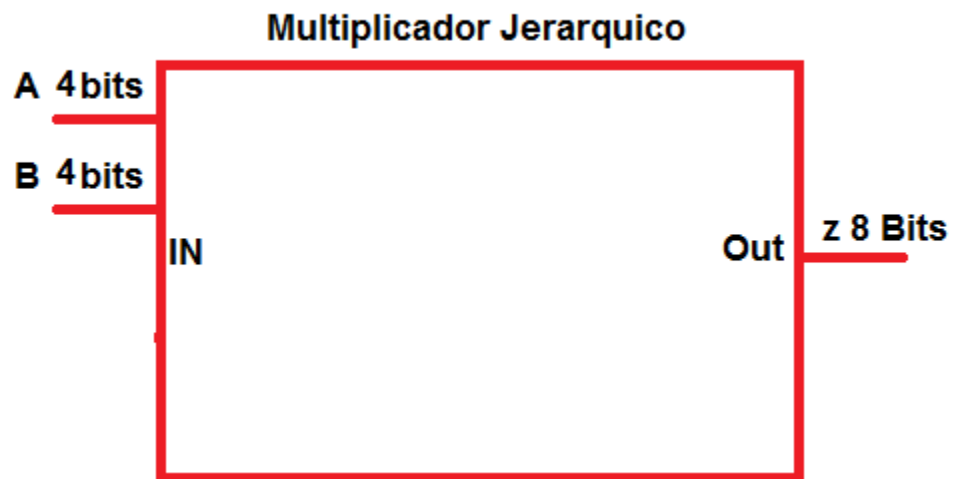 Multiplicador Jerarquico
A 4bits
B 4bits
IN
Out
z 8 Bits